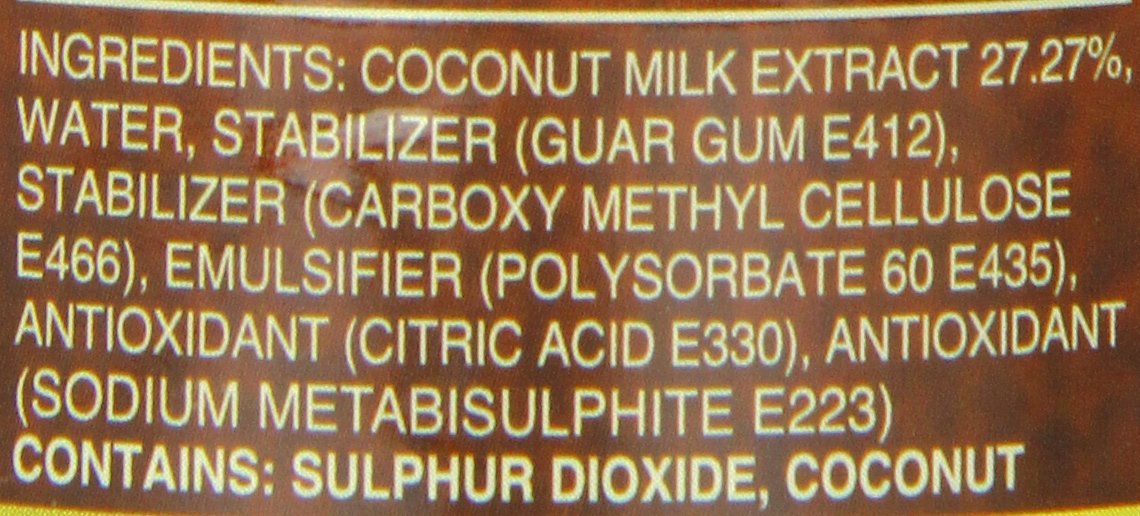 INGREDIENTS: COCONUT MILK EXTRACT 27.27%,
WATER, STABILIZER (GUAR GUM E412),
STABILIZER (CARBOXY METHYL CELLULOSE
E466), EMULSIFIER (POLYSORBATE 60 E435),
ANTIOXIDANT (CITRIC ACID E330), ANTIOXIDANT
(SODIUM METABISULPHITE E223)
CONTAINS: SULPHUR DIOXIDE, COCONUT